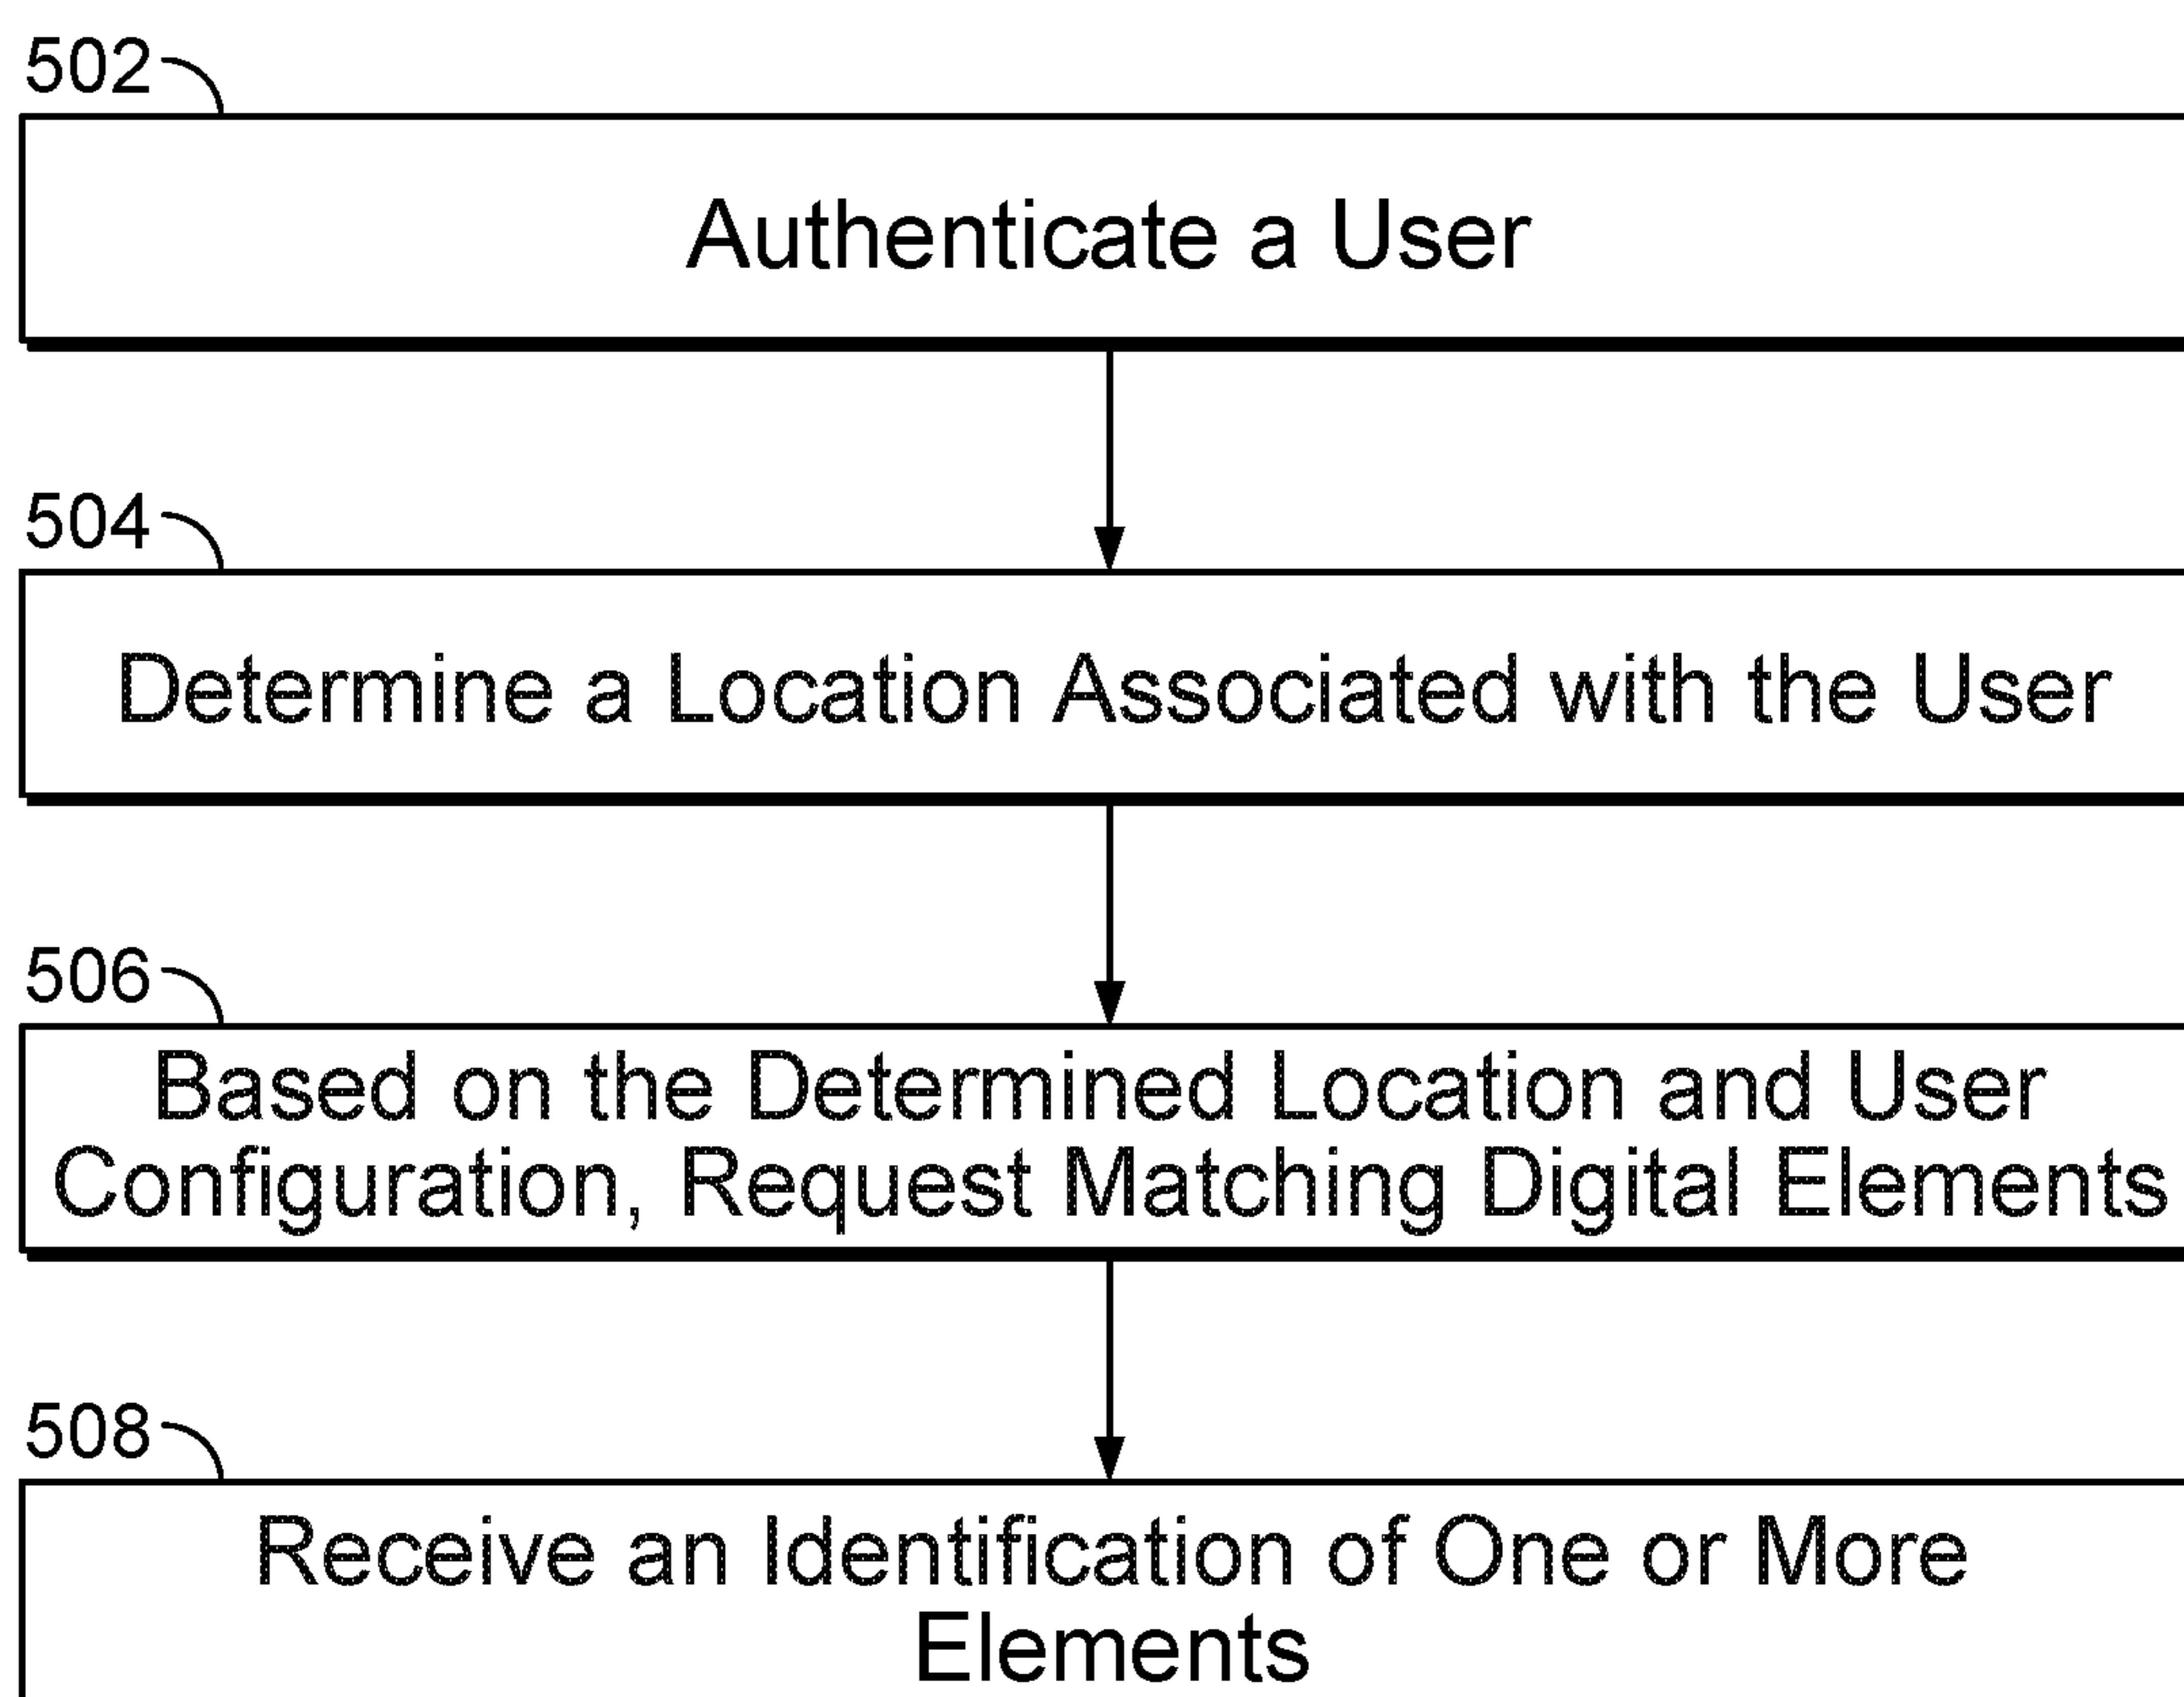 502
Authenticate a User
504
Determine a Location Associated with the User
506
Based on the Determined Location and User
Configuration, Request Matching Digital Elements
508
Receive an Identification of One or More
Elements